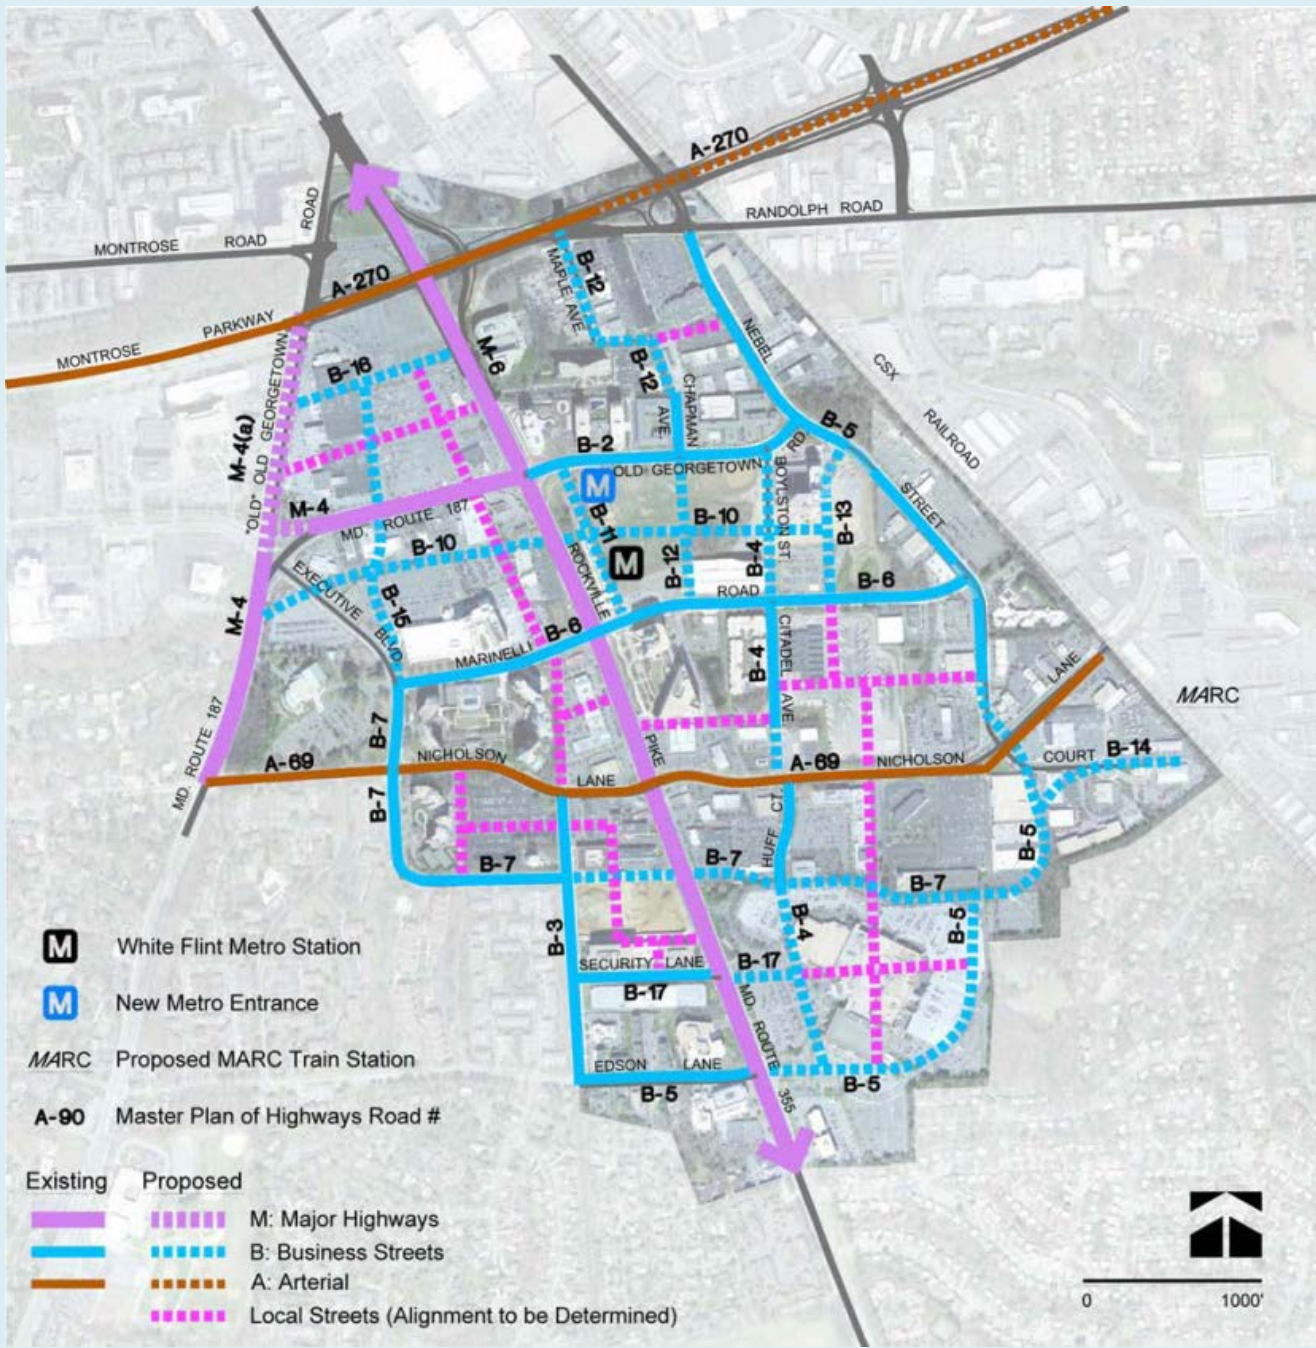 A-270
RANDOLPH ROAD
ROAD
MONTROSE ROAD
A-270
B-12
MAPLE AVE.
PARKWAY
MONTROSE
NEBEL
M-6
CSX
B-16
B-12
"OLD" OLD GEORGETOWN
M-4(a)
CHAPMAN
AVE.
B-5
RAILROAD
B-2
RD
OLD GEORGETOWN
BOYLSTON ST.
M
STREET
M-4
MD. ROUTE 187
B-11
B-10
B-13
B-10
ROCKVILLE
M
B-12
B-4
EXECUTIVE
BLVD
B-15
ROAD
B-6
M-4
B-6
MARINELLI
CITADEL AVE
B-4
LANE
MARC
MD. ROUTE 187
B-7
NICHOLSON
PIKE
A-69
LANE
A-69
NICHOLSON
COURT
B-14
B-7
HUFF CT.
B-5
B-7
B-7
B-7
B-4
B-5
B-3
SECURITY LANE
B-17
B-17
MD. ROUTE
355
EDSON LANE
B-5
B-5
M White Flint Metro Station
M New Metro Entrance
MARC Proposed MARC Train Station
A-90 Master Plan of Highways Road #
Existing Proposed
M: Major Highways
B: Business Streets
A: Arterial
Local Streets (Alignment to be Determined)
0 1000'